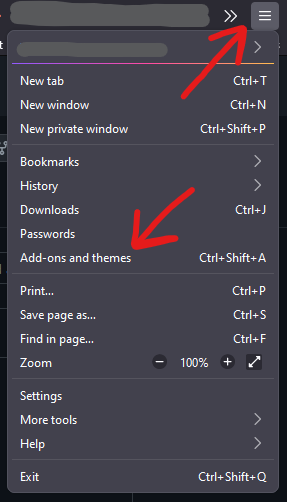 New tab Ctrl+T
New window Ctrl+N
New private window Ctrl+Shift+P
Bookmarks
History
Downloads Ctrl+J
Passwords
Add-ons and themes Ctrl+Shift+A
Print... Ctrl+P
Save page as... Ctrl+S
Find in page... Ctrl+F
Zoom − 100% +
Settings
More tools
Help
Exit Ctrl+Shift+Q